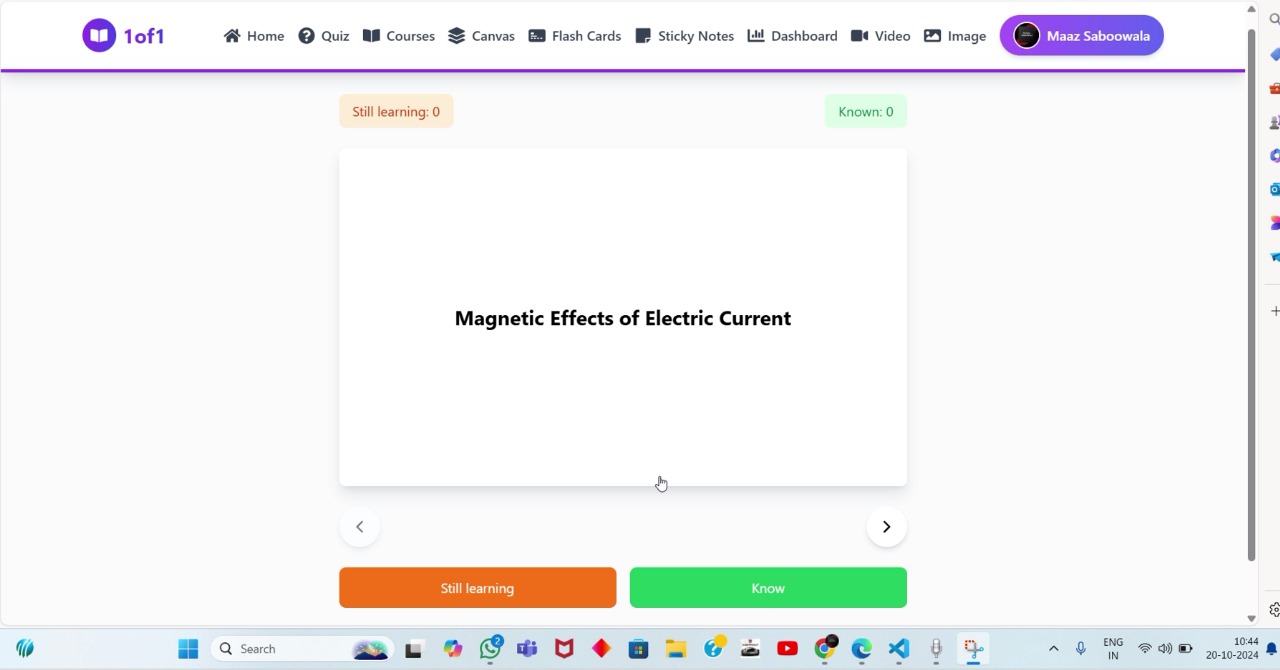 1of1 Home Quiz Courses Canvas Flash Cards Sticky Notes Dashboard Video Image Maaz Saboowala
Still learning: 0 Known: 0
Magnetic Effects of Electric Current
Still learning Know
Search 2 ENG 10:44
IN 20-10-2024